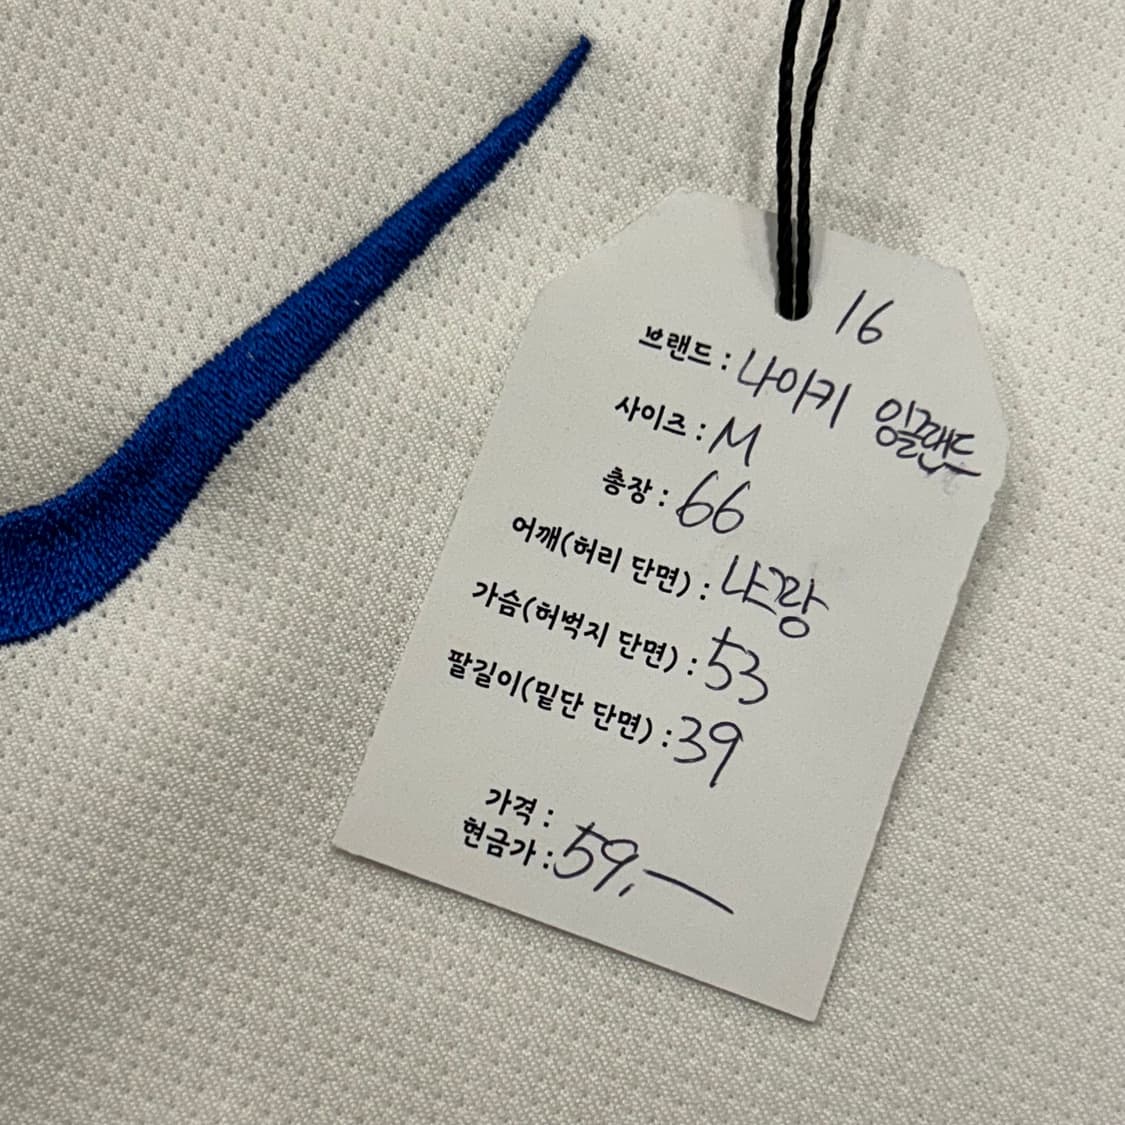 16
브랜드 : 나이키 잉글랜드
사이즈 : M
총장 : 66
어깨(허리 단면) : 나그랑
가슴(허벅지 단면) : 53
팔길이(밑단 단면) : 39
가격 :
현금가 : 59,—